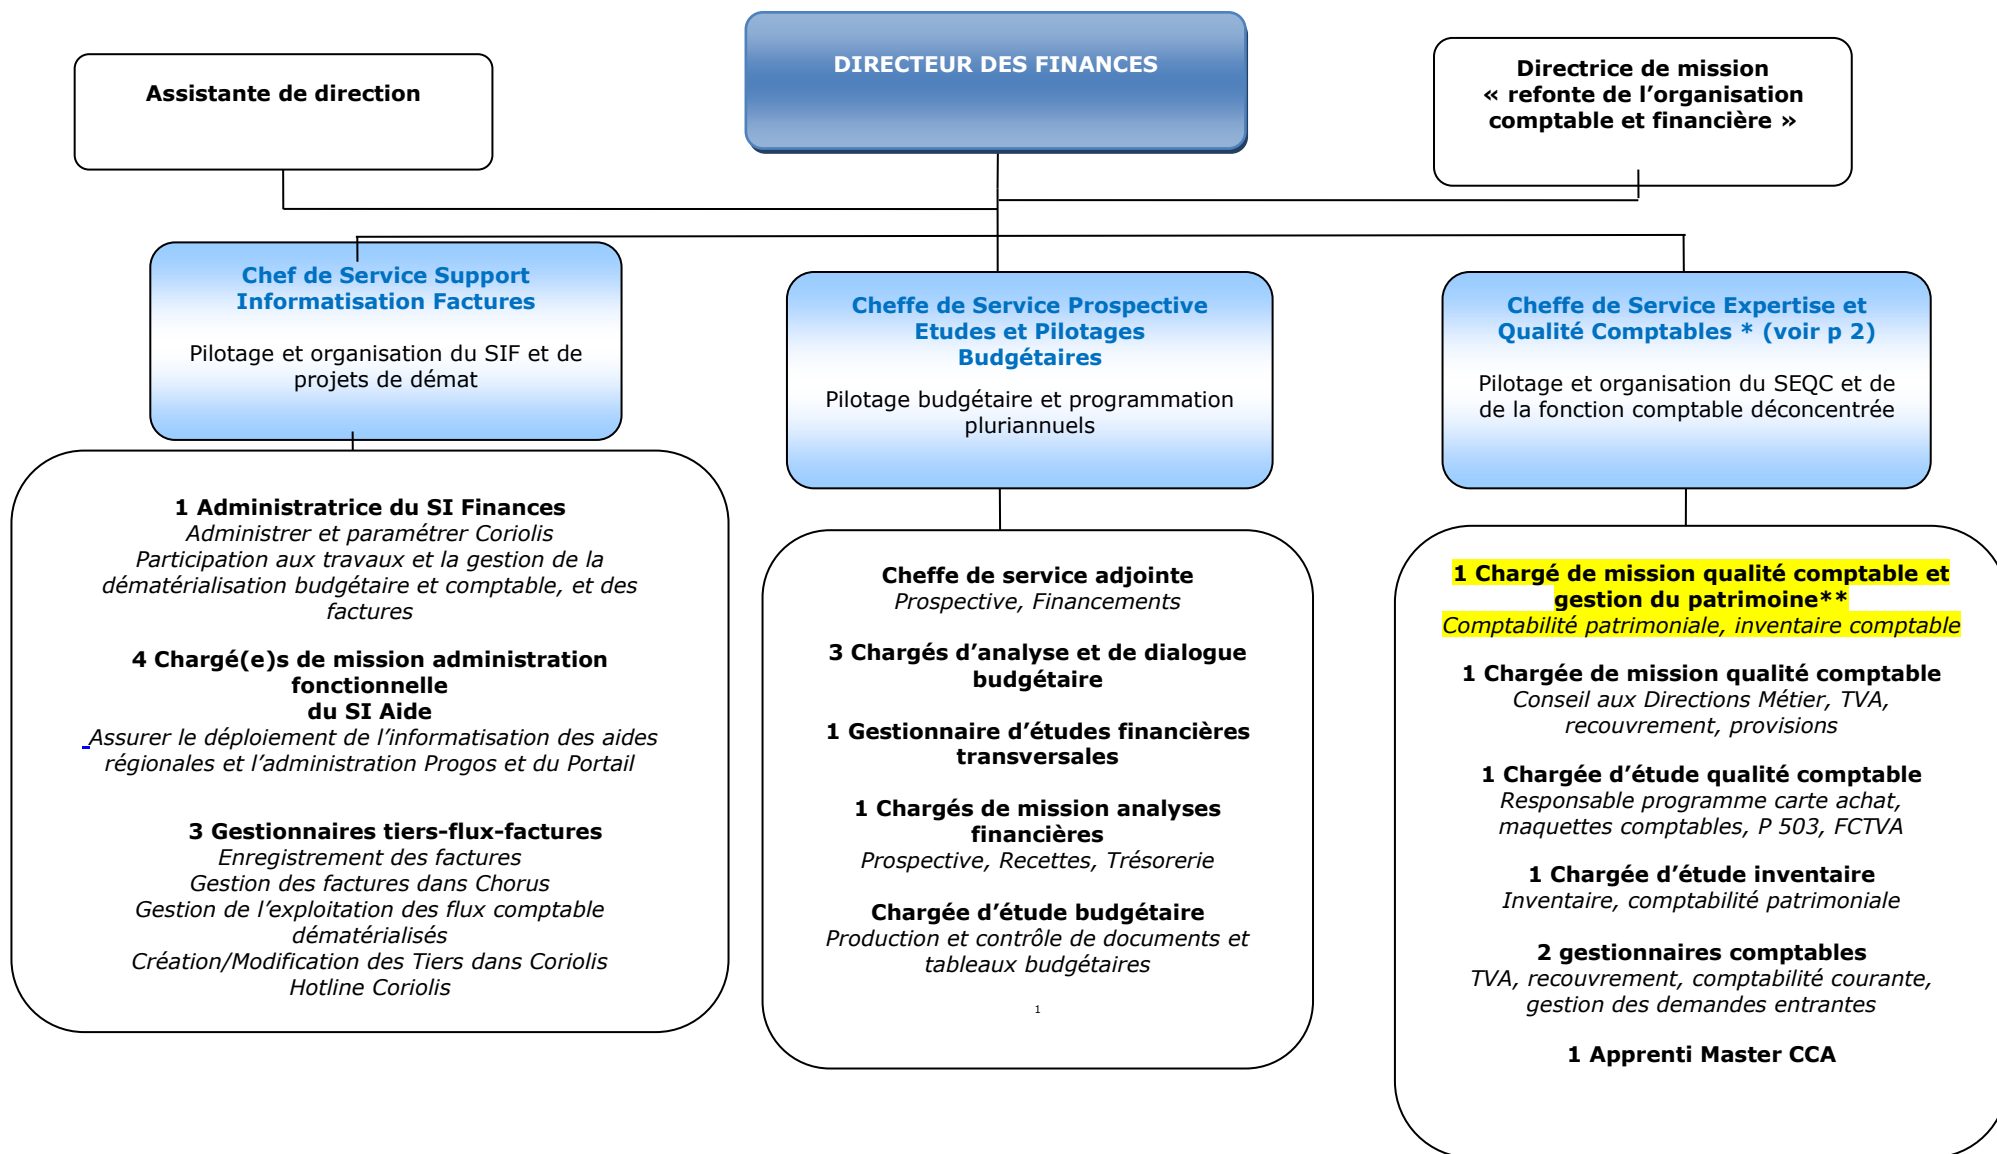 DIRECTEUR DES FINANCES
Assistante de direction
Directrice de mission
« refonte de l’organisation
comptable et financière »
Chef de Service Support
Informatisation Factures
Pilotage et organisation du SIF et de
projets de démat
Cheffe de Service Prospective
Etudes et Pilotages
Budgétaires
Pilotage budgétaire et programmation
pluriannuels
Cheffe de Service Expertise et
Qualité Comptables * (voir p 2)
Pilotage et organisation du SEQC et de
de la fonction comptable déconcentrée
1 Administratrice du SI Finances
Administrer et paramétrer Coriolis
Participation aux travaux et la gestion de la
dématérialisation budgétaire et comptable, et des
factures
4 Chargé(e)s de mission administration
fonctionnelle
du SI Aide
Assurer le déploiement de l’informatisation des aides
régionales et l’administration Progos et du Portail
3 Gestionnaires tiers-flux-factures
Enregistrement des factures
Gestion des factures dans Chorus
Gestion de l’exploitation des flux comptable
dématérialisés
Création/Modification des Tiers dans Coriolis
Hotline Coriolis
Cheffe de service adjointe
Prospective, Financements
3 Chargés d’analyse et de dialogue
budgétaire
1 Gestionnaire d’études financières
transversales
1 Chargés de mission analyses
financières
Prospective, Recettes, Trésorerie
Chargée d’étude budgétaire
Production et contrôle de documents et
tableaux budgétaires
1
1 Chargé de mission qualité comptable et
gestion du patrimoine**
Comptabilité patrimoniale, inventaire comptable
1 Chargée de mission qualité comptable
Conseil aux Directions Métier, TVA,
recouvrement, provisions
1 Chargée d’étude qualité comptable
Responsable programme carte achat,
maquettes comptables, P 503, FCTVA
1 Chargée d’étude inventaire
Inventaire, comptabilité patrimoniale
2 gestionnaires comptables
TVA, recouvrement, comptabilité courante,
gestion des demandes entrantes
1 Apprenti Master CCA